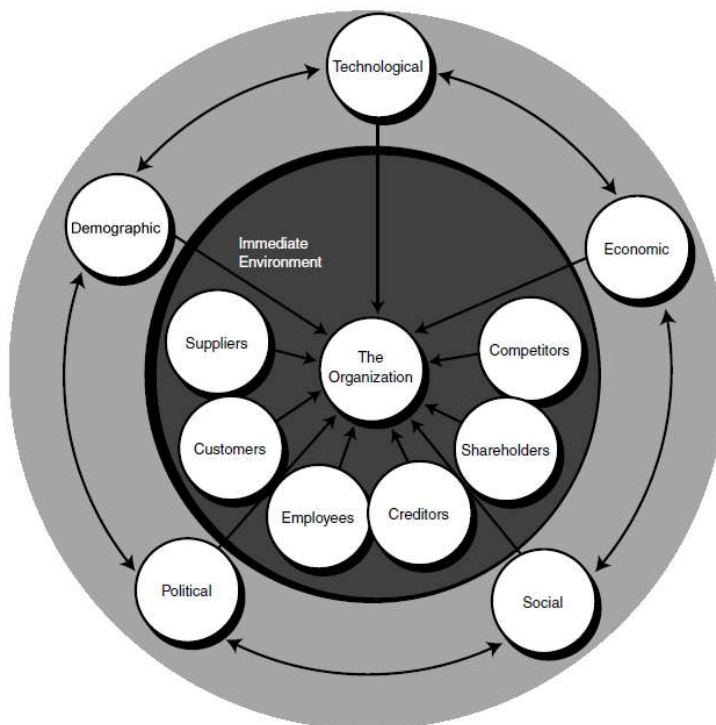 Technological
Demographic
Economic
Immediate
Environment
Suppliers
The
Organization
Competitors
Customers
Shareholders
Employees
Creditors
Political
Social